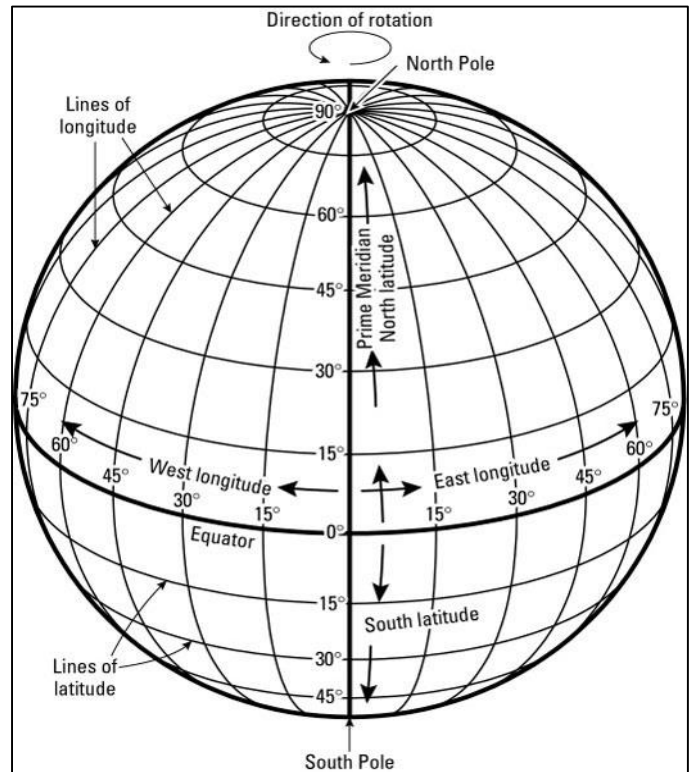 Direction of rotation
North Pole
Lines of
longitude
90°
60°
45°
30°
15°
0°
15°
30°
45°
Prime Meridian
North latitude
75°
60°
45°
30°
15°
West longitude
East longitude
15°
30°
45°
60°
75°
Equator
South latitude
Lines of
latitude
South Pole